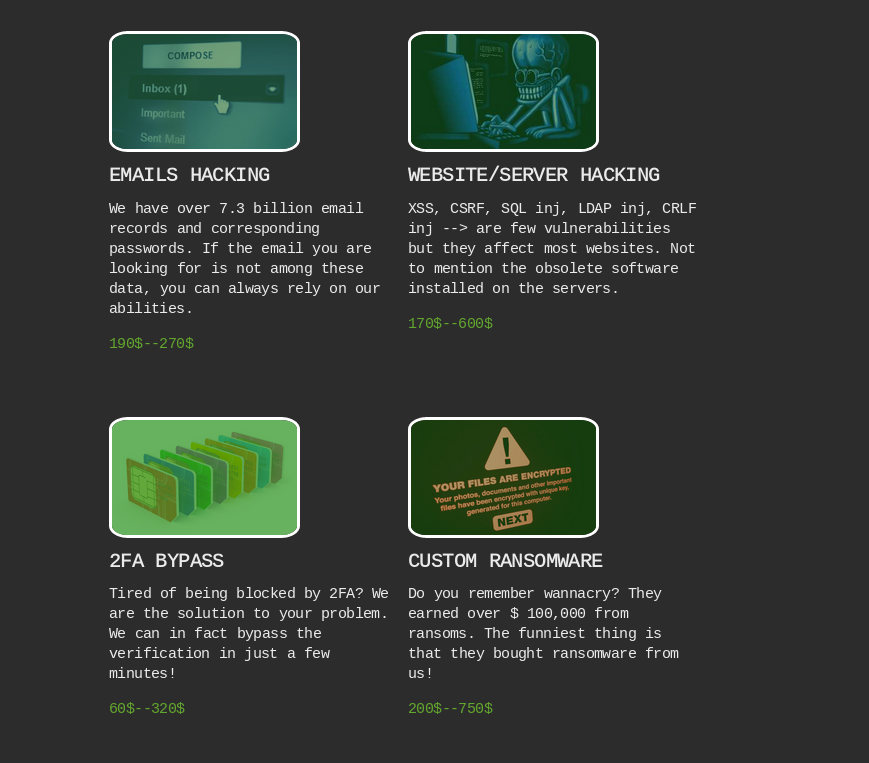 COMPOSE
Inbox (1)
Important
Sent Mail
EMAILS HACKING
We have over 7.3 billion email
records and corresponding
passwords. If the email you are
looking for is not among these
data, you can always rely on our
abilities.
190$--270$
WEBSITE/SERVER HACKING
XSS, CSRF, SQL inj, LDAP inj, CRLF
inj --> are few vulnerabilities
but they affect most websites. Not
to mention the obsolete software
installed on the servers.
170$--600$
2FA BYPASS
Tired of being blocked by 2FA? We
are the solution to your problem.
We can in fact bypass the
verification in just a few
minutes!
60$--320$
YOUR FILES ARE ENCRYPTED
Your photos, documents and other important
files have been encrypted with unique key,
generated for this computer.
NEXT
CUSTOM RANSOMWARE
Do you remember wannacry? They
earned over $ 100,000 from
ransoms. The funniest thing is
that they bought ransomware from
us!
200$--750$